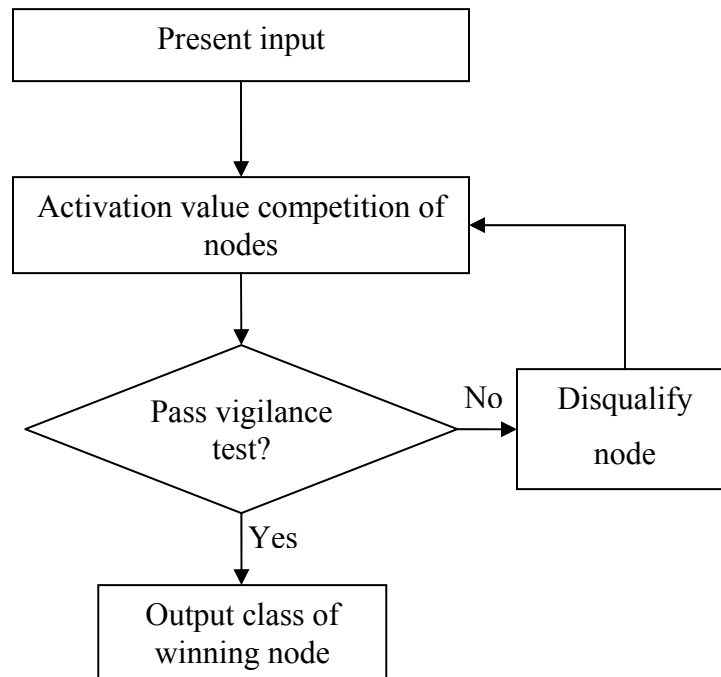 Present input
Activation value competition of
nodes
Pass vigilance
test?
No
Disqualify
node
Yes
Output class of
winning node